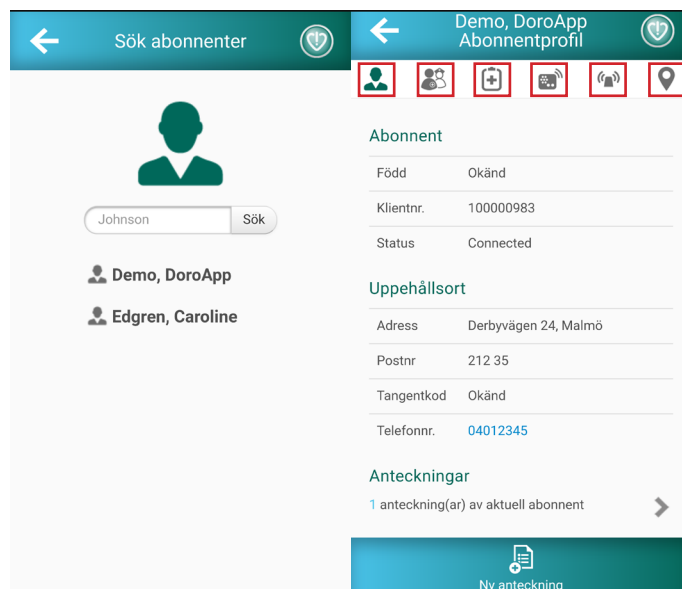 Sök abonnenter
Johnson
Sök
Demo, DoroApp
Edgren, Caroline
Demo, DoroApp
Abonnentprofil
Abonnent
Född Okänd
Klientnr. 100000983
Status Connected
Uppehållsort
Adress Derbyvägen 24, Malmö
Postnr 212 35
Tangentkod Okänd
Telefonnr. 04012345
Anteckningar
1 anteckning(ar) av aktuell abonnent
Ny anteckning